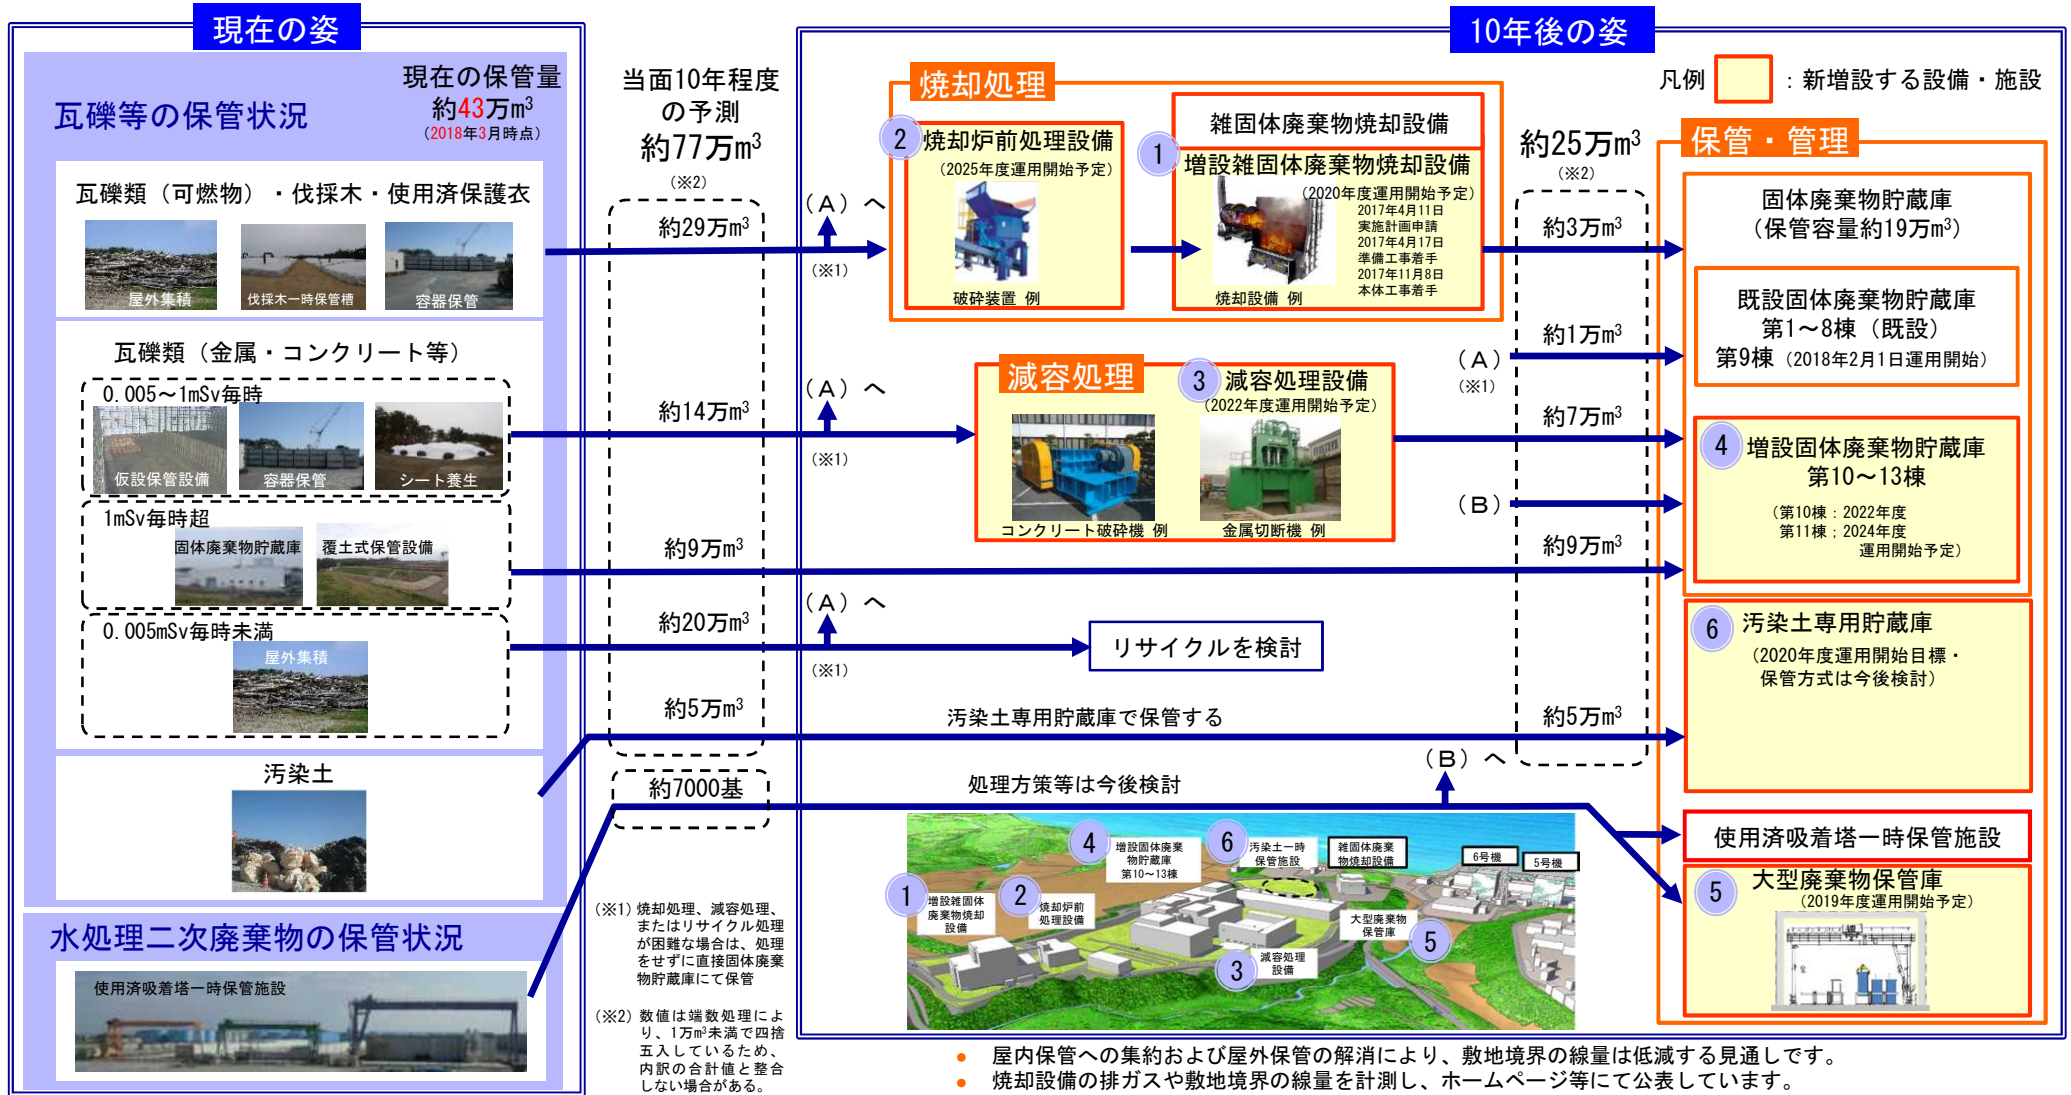 現在の姿
瓦礫等の保管状況
現在の保管量
約43万m³
（2018年3月時点）
瓦礫類（可燃物）・伐採木・使用済保護衣
屋外集積
伐採木一時保管槽
容器保管
瓦礫類（金属・コンクリート等）
0.005～1mSv毎時
仮設保管設備
容器保管
シート養生
1mSv毎時超
固体廃棄物貯蔵庫
覆土式保管設備
0.005mSv毎時未満
屋外集積
汚染土
水処理二次廃棄物の保管状況
使用済吸着塔一時保管施設
当面10年程度
の予測
約77万m³
（※2）
約29万m³
約14万m³
約9万m³
約20万m³
約5万m³
約7000基
（※1）焼却処理、減容処理、
またはリサイクル処理
が困難な場合は、処理
をせずに直接固体廃棄
物貯蔵庫にて保管
（※2）数値は端数処理によ
り、1万m³未満で四捨
五入しているため、
内訳の合計値と整合
しない場合がある。
10年後の姿
凡例
：新増設する設備・施設
焼却処理
（A）へ
（※1）
2
焼却炉前処理設備
（2025年度運用開始予定）
破砕装置 例
雑固体廃棄物焼却設備
1
増設雑固体廃棄物焼却設備
（2020年度運用開始予定）
2017年4月11日
実施計画申請
2017年4月17日
準備工事着手
2017年11月8日
本体工事着手
焼却設備 例
（A）へ
（※1）
減容処理
3
減容処理設備
（2022年度運用開始予定）
コンクリート破砕機 例
金属切断機 例
（A）へ
（※1）
リサイクルを検討
汚染土専用貯蔵庫で保管する
処理方策等は今後検討
（B）へ
約25万m³
（※2）
約3万m³
約1万m³
（A）
（※1）
約7万m³
（B）
約9万m³
約5万m³
保管・管理
固体廃棄物貯蔵庫
（保管容量約19万m³）
既設固体廃棄物貯蔵庫
第1～8棟（既設）
第9棟（2018年2月1日運用開始）
4
増設固体廃棄物貯蔵庫
第10～13棟
（第10棟；2022年度
第11棟；2024年度
運用開始予定）
6
汚染土専用貯蔵庫
（2020年度運用開始目標・
保管方式は今後検討）
使用済吸着塔一時保管施設
5
大型廃棄物保管庫
（2019年度運用開始予定）
4
増設固体廃棄
物貯蔵庫
第10～13棟
6
汚染土一時
保管施設
雑固体廃棄
物焼却設備
6号機
5号機
1
増設雑固体
廃棄物焼却
設備
2
焼却炉前
処理設備
大型廃棄物
保管庫
5
3
減容処理
設備
● 屋内保管への集約および屋外保管の解消により、敷地境界の線量は低減する見通しです。
● 焼却設備の排ガスや敷地境界の線量を計測し、ホームページ等にて公表しています。